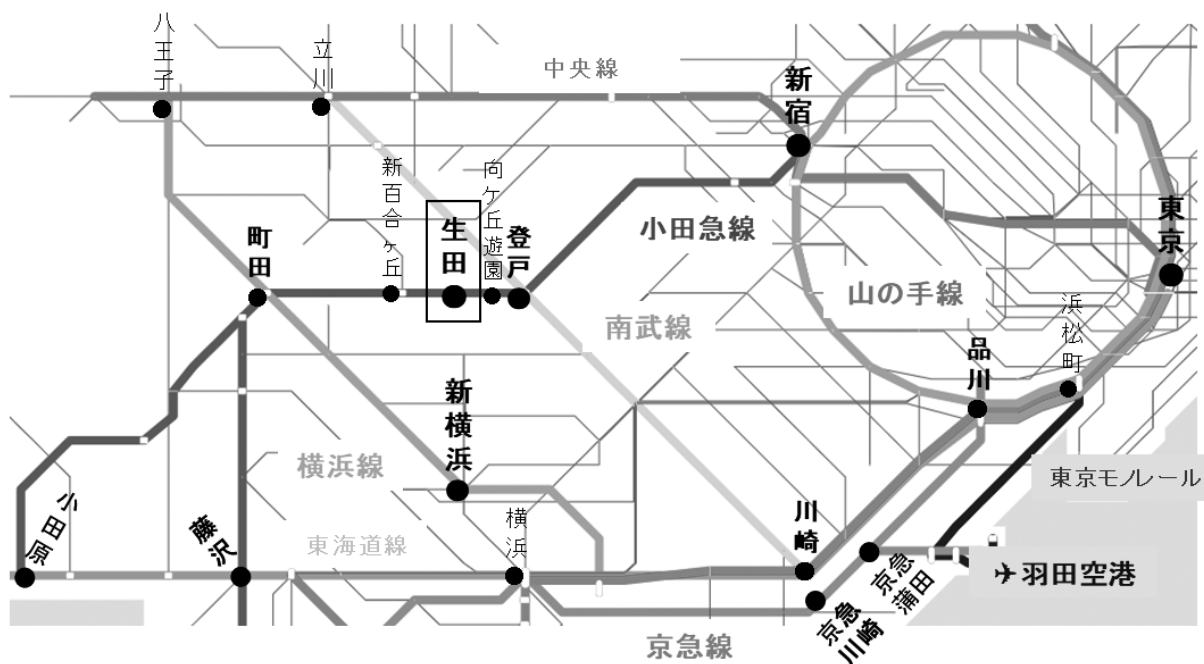 八王子
立川
中央線
新宿
新百合ヶ丘
向ケ丘遊園
生田
登戸
町田
小田急線
東京
山の手線
浜松町
南武線
品川
新横浜
横浜線
東京モノレール
小田原
藤沢
東海道線
横浜
川崎
京急蒲田
✈羽田空港
京急川崎
京急線